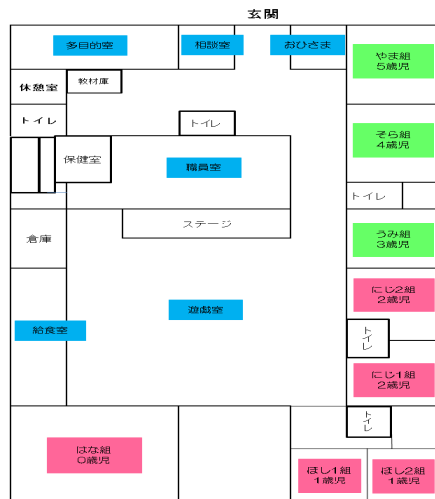 玄関
多目的室
相談室
おひさま
やま組
5歳児
休憩室
教材庫
トイレ
トイレ
そら組
4歳児
保健室
職員室
トイレ
ステージ
倉庫
うみ組
3歳児
にじ2組
2歳児
遊戯室
給食室
トイレ
にじ1組
2歳児
トイレ
はな組
0歳児
ほし1組
1歳児
ほし2組
1歳児